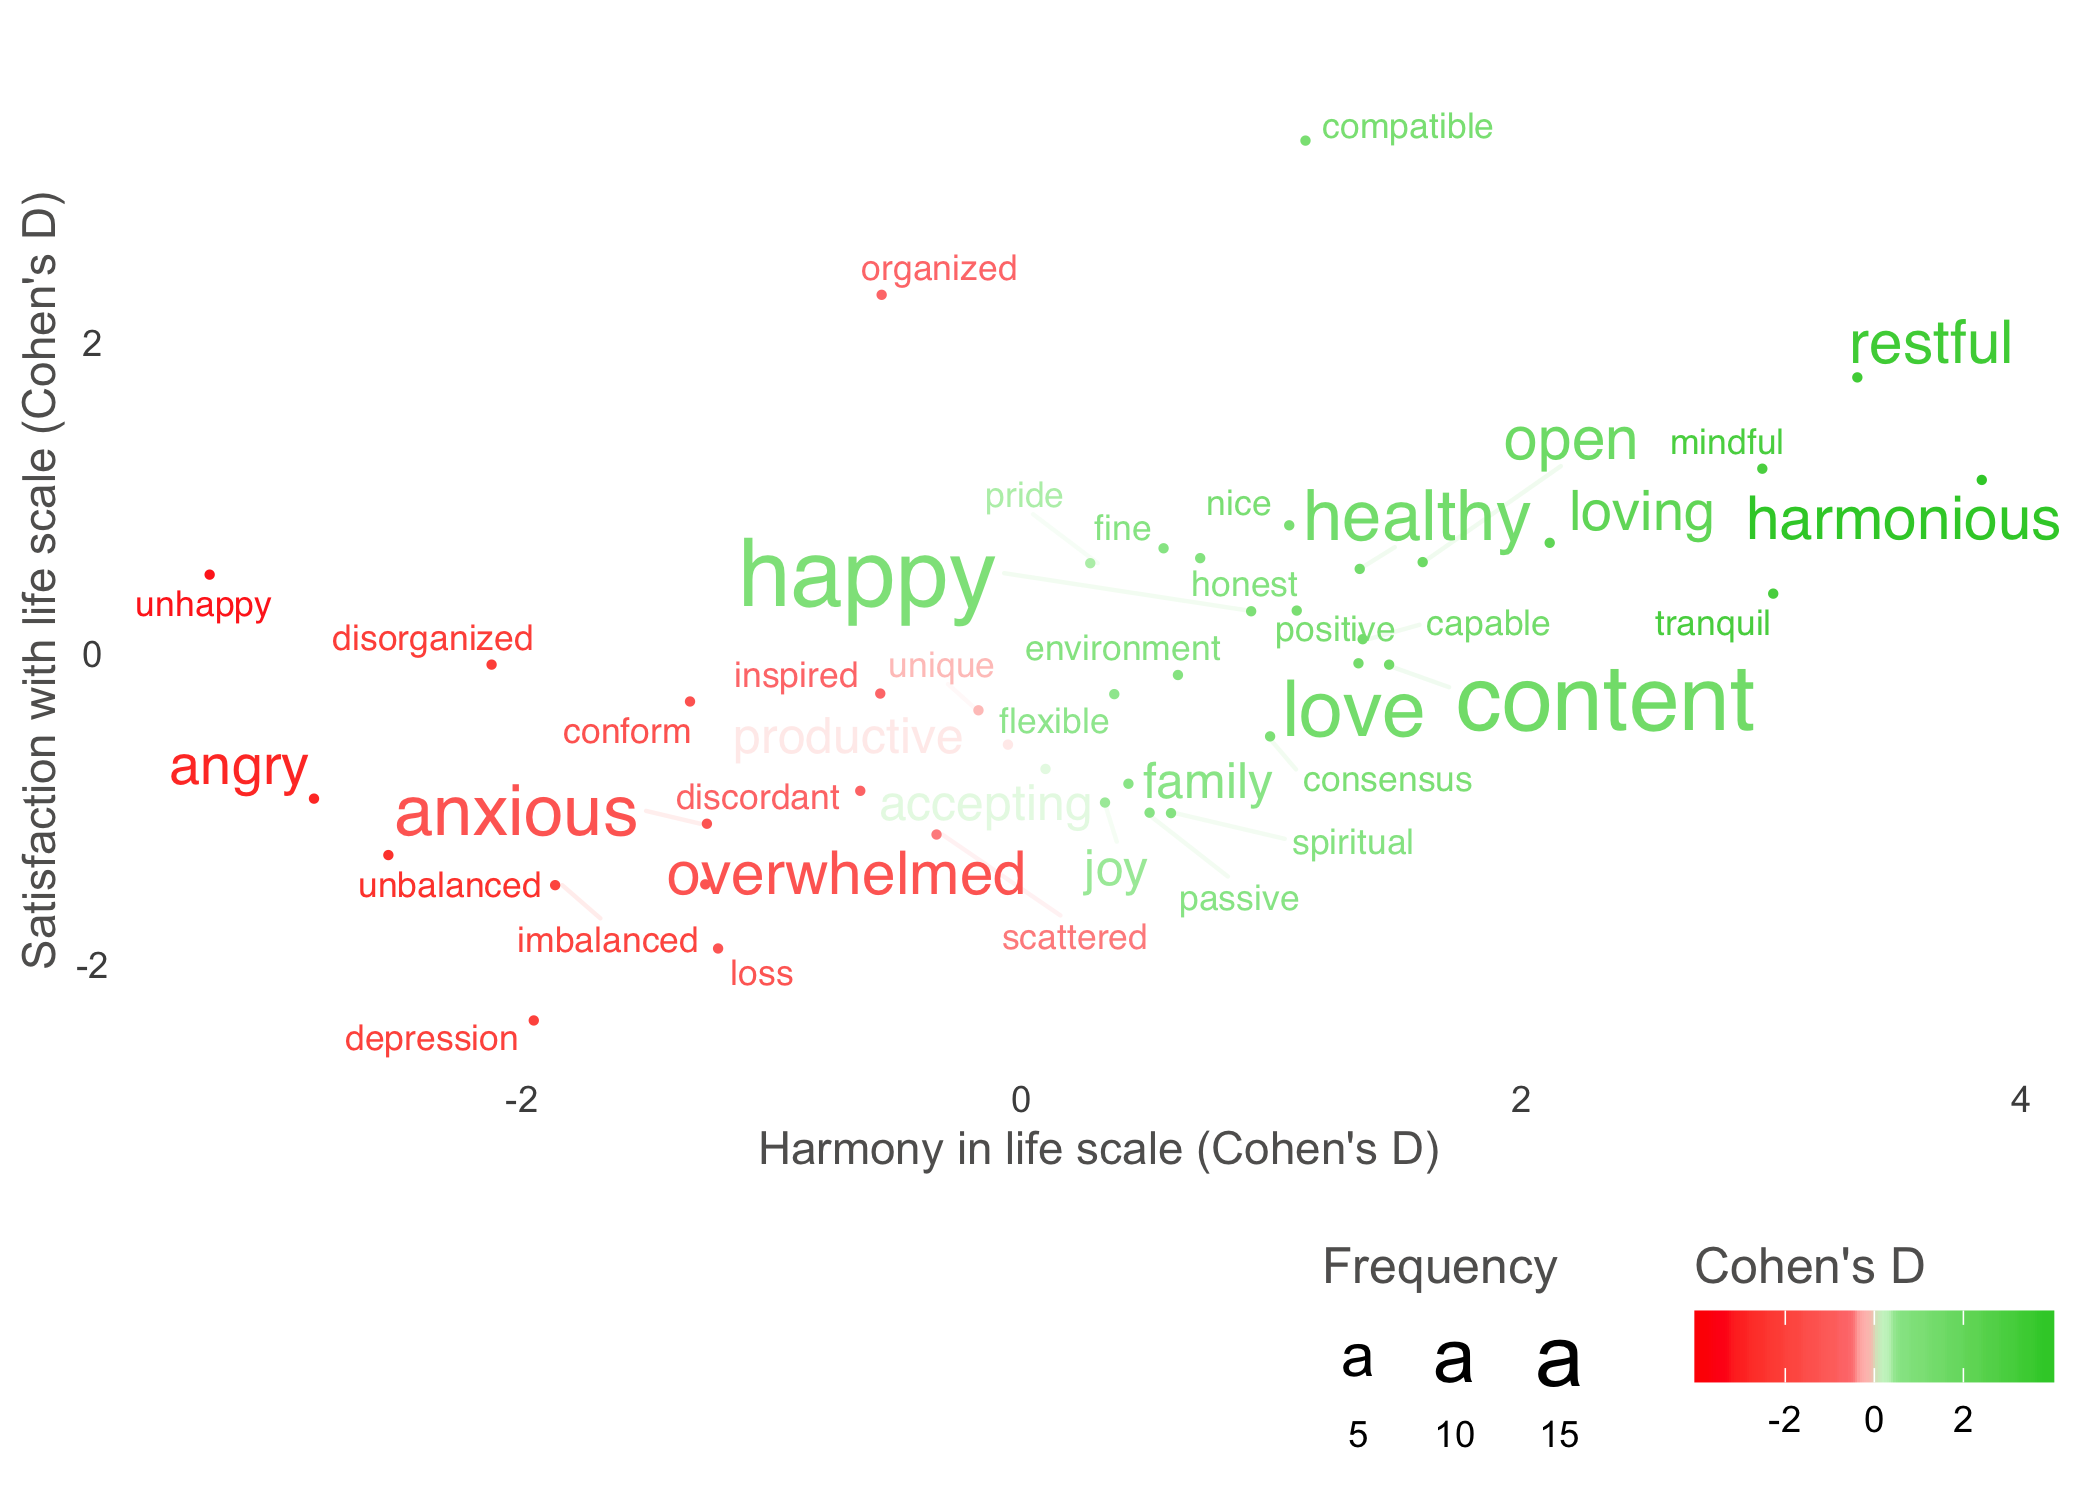 compatible
organized
Satisfaction with life scale (Cohen's D)
2
restful
open
mindful
pride
nice
healthy
loving
harmonious
fine
happy
honest
unhappy
disorganized
positive
capable
tranquil
0
environment
inspired
unique
love
content
conform
productive
flexible
angry
anxious
discordant
accepting
family
consensus
spiritual
unbalanced
overwhelmed
joy
passive
imbalanced
scattered
-2
loss
depression
-2
0
2
4
Harmony in life scale (Cohen's D)
Frequency
Cohen's D
a a a
5 10 15
-2 0 2